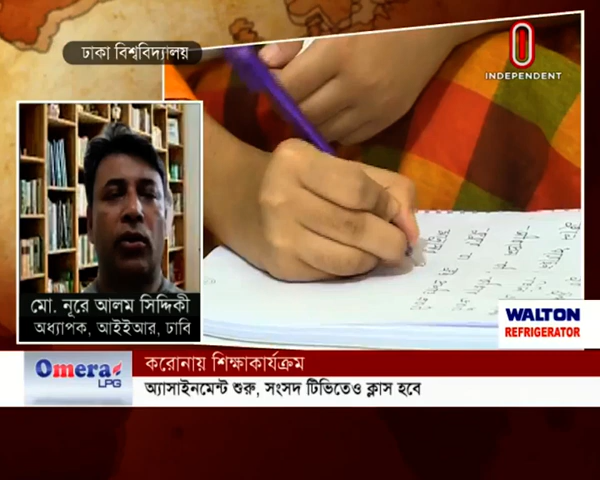 ঢাকা বিশ্ববিদ্যালয়
INDEPENDENT
মো. নূরে আলম সিদ্দিকী
অধ্যাপক, আইইআর, ঢাবি
WALTON
REFRIGERATOR
Omera
LPG
করোনায় শিক্ষাকার্যক্রম
অ্যাসাইনমেন্ট শুরু, সংসদ টিভিতেও ক্লাস হবে